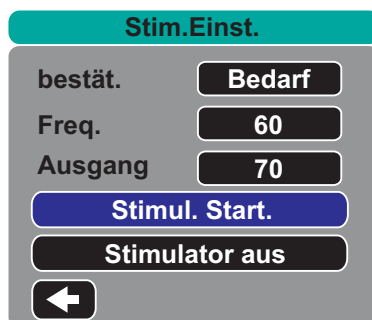 Stim.Einst.
bestät. Bedarf
Freq. 60
Ausgang 70
Stimul. Start.
Stimulator aus